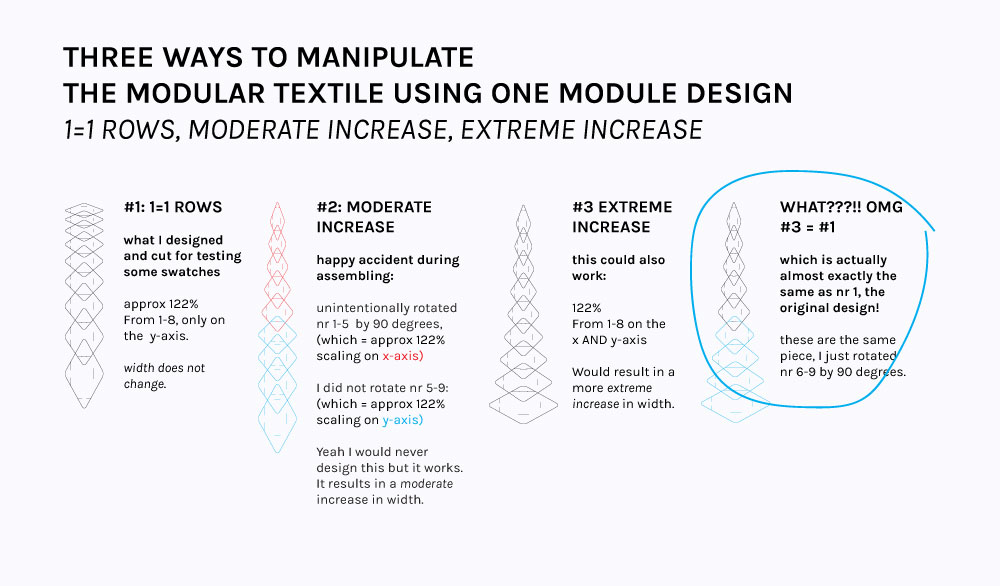 THREE WAYS TO MANIPULATE
THE MODULAR TEXTILE USING ONE MODULE DESIGN
1=1 ROWS, MODERATE INCREASE, EXTREME INCREASE
#1: 1=1 ROWS
what I designed
and cut for testing
some swatches
approx 122%
From 1-8, only on
the y-axis.
width does not
change.
#2: MODERATE
INCREASE
happy accident during
assembling:
unintentionally rotated
nr 1-5 by 90 degrees,
(which = approx 122%
scaling on x-axis)
I did not rotate nr 5-9:
(which = approx 122%
scaling on y-axis)
Yeah I would never
design this but it works.
It results in a moderate
increase in width.
#3 EXTREME
INCREASE
this could also
work:
122%
From 1-8 on the
x AND y-axis
Would result in a
more extreme
increase in width.
WHAT???!! OMG
#3 = #1
which is actually
almost exactly the
same as nr 1, the
original design!
these are the same
piece, I just rotated
nr 6-9 by 90 degrees.